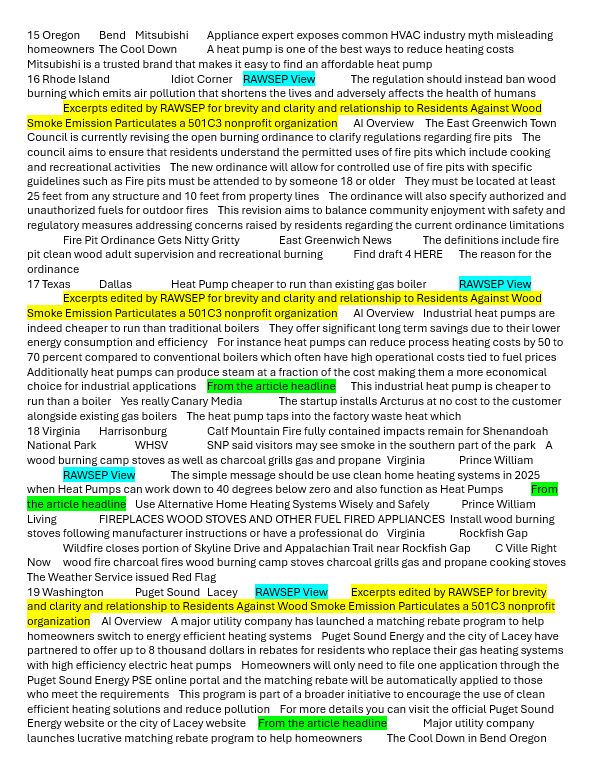 15 Oregon Bend Mitsubishi Appliance expert exposes common HVAC industry myth misleading
homeowners The Cool Down A heat pump is one of the best ways to reduce heating costs
Mitsubishi is a trusted brand that makes it easy to find an affordable heat pump
16 Rhode Island Idiot Corner RAWSEP View The regulation should instead ban wood
burning which emits air pollution that shortens the lives and adversely affects the health of humans
Excerpts edited by RAWSEP for brevity and clarity and relationship to Residents Against Wood
Smoke Emission Particulates a 501C3 nonprofit organization AI Overview The East Greenwich Town
Council is currently revising the open burning ordinance to clarify regulations regarding fire pits The
council aims to ensure that residents understand the permitted uses of fire pits which include cooking
and recreational activities The new ordinance will allow for controlled use of fire pits with specific
guidelines such as Fire pits must be attended to by someone 18 or older They must be located at least
25 feet from any structure and 10 feet from property lines The ordinance will also specify authorized and
unauthorized fuels for outdoor fires This revision aims to balance community enjoyment with safety and
regulatory measures addressing concerns raised by residents regarding the current ordinance limitations
Fire Pit Ordinance Gets Nitty Gritty East Greenwich News The definitions include fire
pit clean wood adult supervision and recreational burning Find draft 4 HERE The reason for the
ordinance
17 Texas Dallas Heat Pump cheaper to run than existing gas boiler RAWSEP View
Excerpts edited by RAWSEP for brevity and clarity and relationship to Residents Against Wood
Smoke Emission Particulates a 501C3 nonprofit organization AI Overview Industrial heat pumps are
indeed cheaper to run than traditional boilers They offer significant long term savings due to their lower
energy consumption and efficiency For instance heat pumps can reduce process heating costs by 50 to
70 percent compared to conventional boilers which often have high operational costs tied to fuel prices
Additionally heat pumps can produce steam at a fraction of the cost making them a more economical
choice for industrial applications From the article headline This industrial heat pump is cheaper to
run than a boiler Yes really Canary Media The startup installs Arcturus at no cost to the customer
alongside existing gas boilers The heat pump taps into the factory waste heat which
18 Virginia Harrisonburg Calf Mountain Fire fully contained impacts remain for Shenandoah
National Park WHSV SNP said visitors may see smoke in the southern part of the park A
wood burning camp stoves as well as charcoal grills gas and propane Virginia Prince William
RAWSEP View The simple message should be use clean home heating systems in 2025
when Heat Pumps can work down to 40 degrees below zero and also function as Heat Pumps From
the article headline Use Alternative Home Heating Systems Wisely and Safely Prince William
Living FIREPLACES WOOD STOVES AND OTHER FUEL FIRED APPLIANCES Install wood burning
stoves following manufacturer instructions or have a professional do Virginia Rockfish Gap
Wildfire closes portion of Skyline Drive and Appalachian Trail near Rockfish Gap C Ville Right
Now wood fire charcoal fires wood burning camp stoves charcoal grills gas and propane cooking stoves
The Weather Service issued Red Flag
19 Washington Puget Sound Lacey RAWSEP View Excerpts edited by RAWSEP for brevity
and clarity and relationship to Residents Against Wood Smoke Emission Particulates a 501C3 nonprofit
organization AI Overview A major utility company has launched a matching rebate program to help
homeowners switch to energy efficient heating systems Puget Sound Energy and the city of Lacey have
partnered to offer up to 8 thousand dollars in rebates for residents who replace their gas heating systems
with high efficiency electric heat pumps Homeowners will only need to file one application through the
Puget Sound Energy PSE online portal and the matching rebate will be automatically applied to those
who meet the requirements This program is part of a broader initiative to encourage the use of clean
efficient heating solutions and reduce pollution For more details you can visit the official Puget Sound
Energy website or the city of Lacey website From the article headline Major utility company
launches lucrative matching rebate program to help homeowners The Cool Down in Bend Oregon